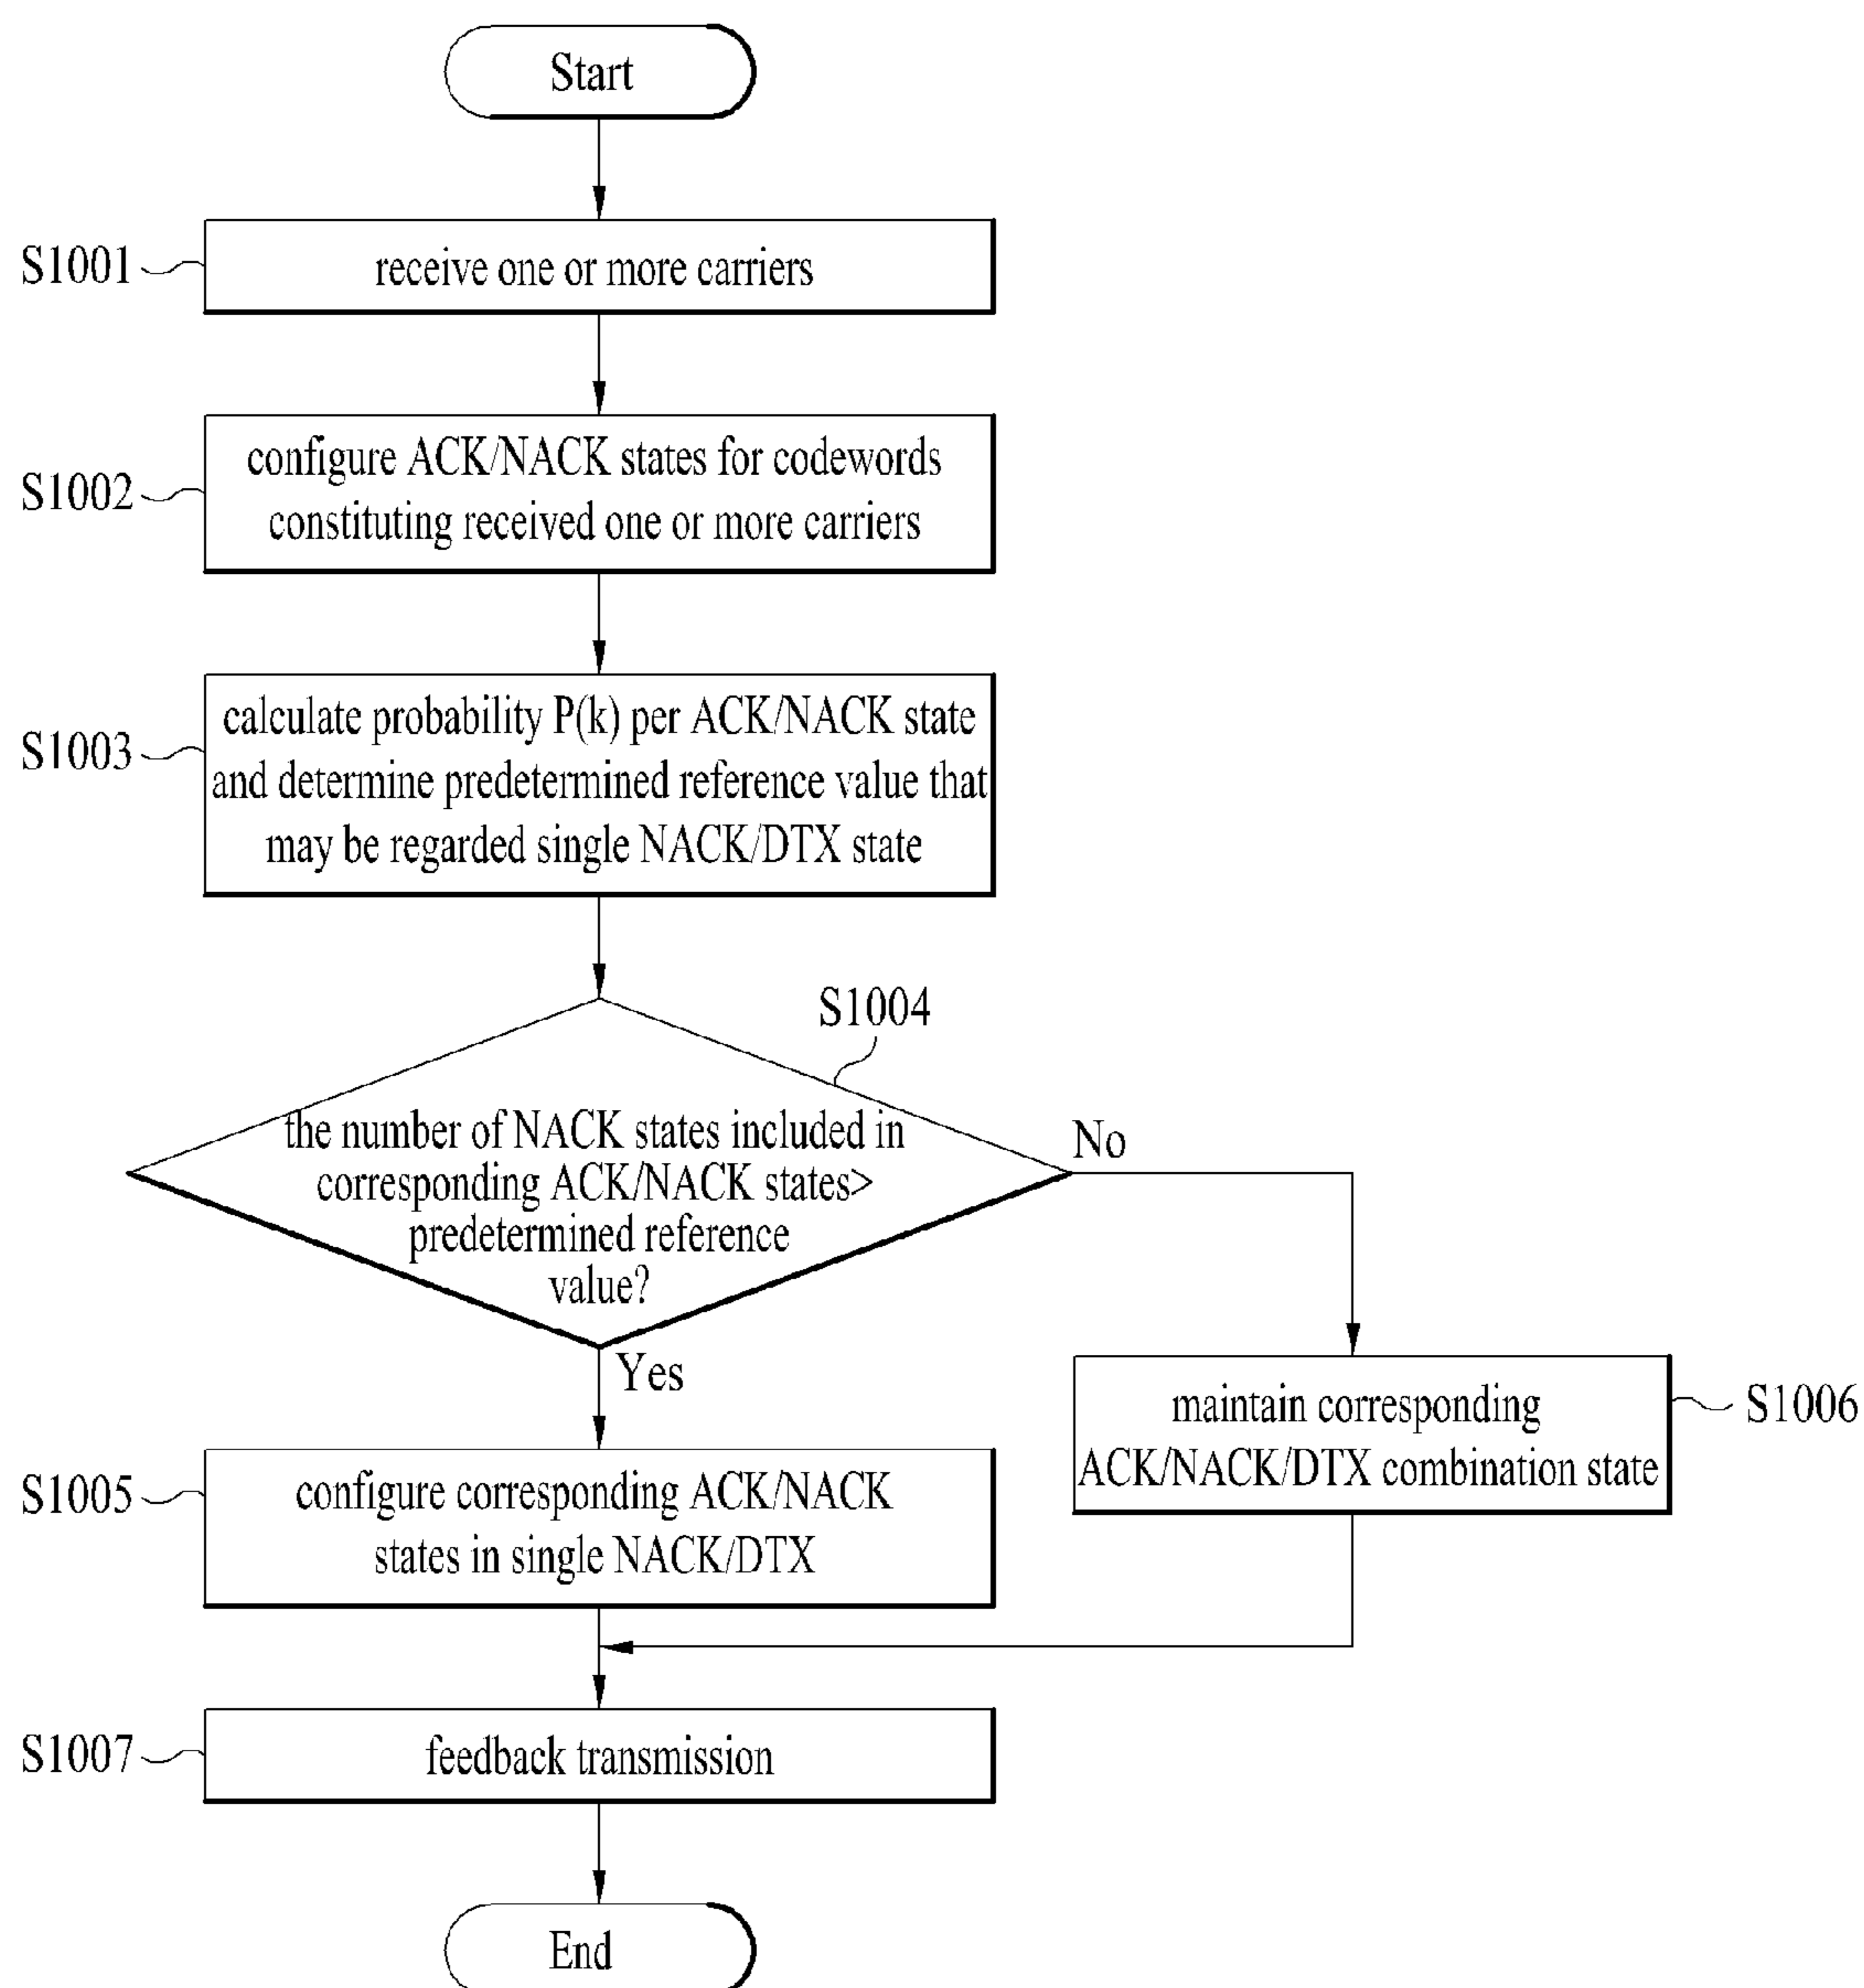 Start
S1001
receive one or more carriers
S1002
configure ACK/NACK states for codewords
constituting received one or more carriers
S1003
calculate probability P(k) per ACK/NACK state
and determine predetermined reference value that
may be regarded single NACK/DTX state
S1004
the number of NACK states included in
corresponding ACK/NACK states>
predetermined reference
value?
No
Yes
S1005
configure corresponding ACK/NACK
states in single NACK/DTX
maintain corresponding
ACK/NACK/DTX combination state
S1006
S1007
feedback transmission
End